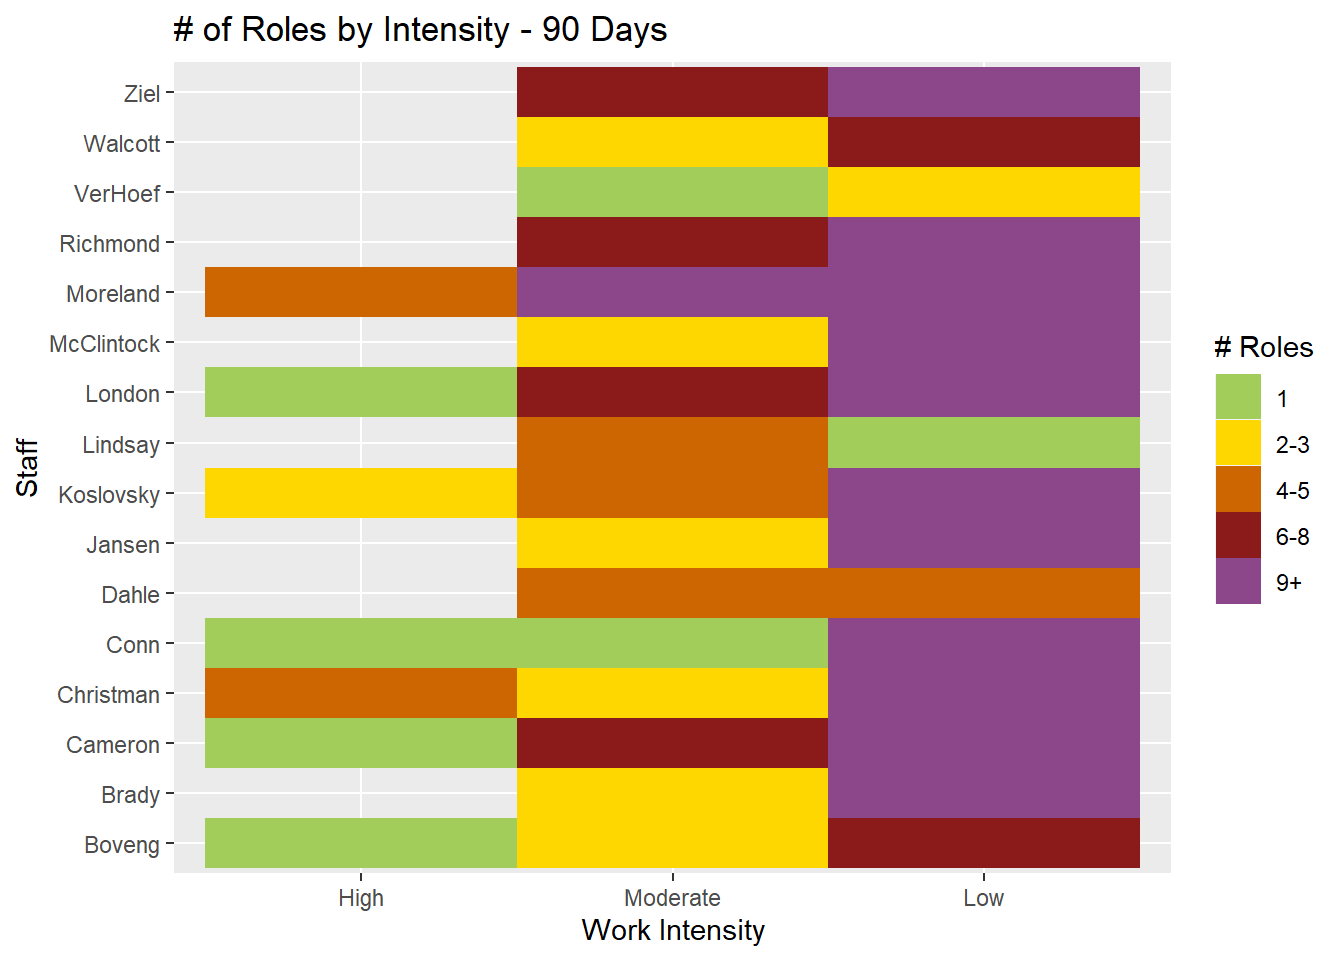 # of Roles by Intensity - 90 Days
Ziel
Walcott
VerHoef
Richmond
Moreland
McClintock
London
Lindsay
Koslovsky
Jansen
Dahle
Conn
Christman
Cameron
Brady
Boveng
Staff
High Moderate Low
Work Intensity
# Roles
1
2-3
4-5
6-8
9+